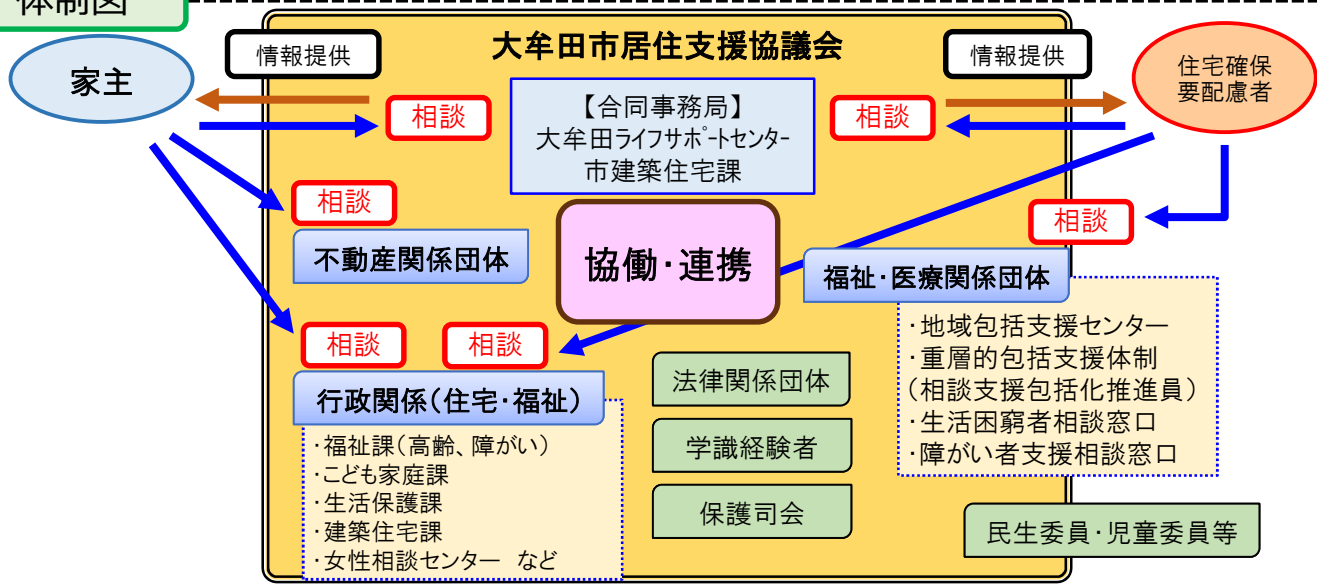 体制図
大牟田市居住支援協議会
家主
情報提供
情報提供
住宅確保
要配慮者
相談
【合同事務局】
大牟田ライフサポートセンター
市建築住宅課
相談
相談
不動産関係団体
協働・連携
相談
福祉・医療関係団体
・地域包括支援センター
・重層的包括支援体制
(相談支援包括化推進員)
・生活困窮者相談窓口
・障がい者支援相談窓口
相談
相談
行政関係(住宅・福祉)
・福祉課(高齢、障がい)
・こども家庭課
・生活保護課
・建築住宅課
・女性相談センター など
法律関係団体
学識経験者
保護司会
民生委員・児童委員等